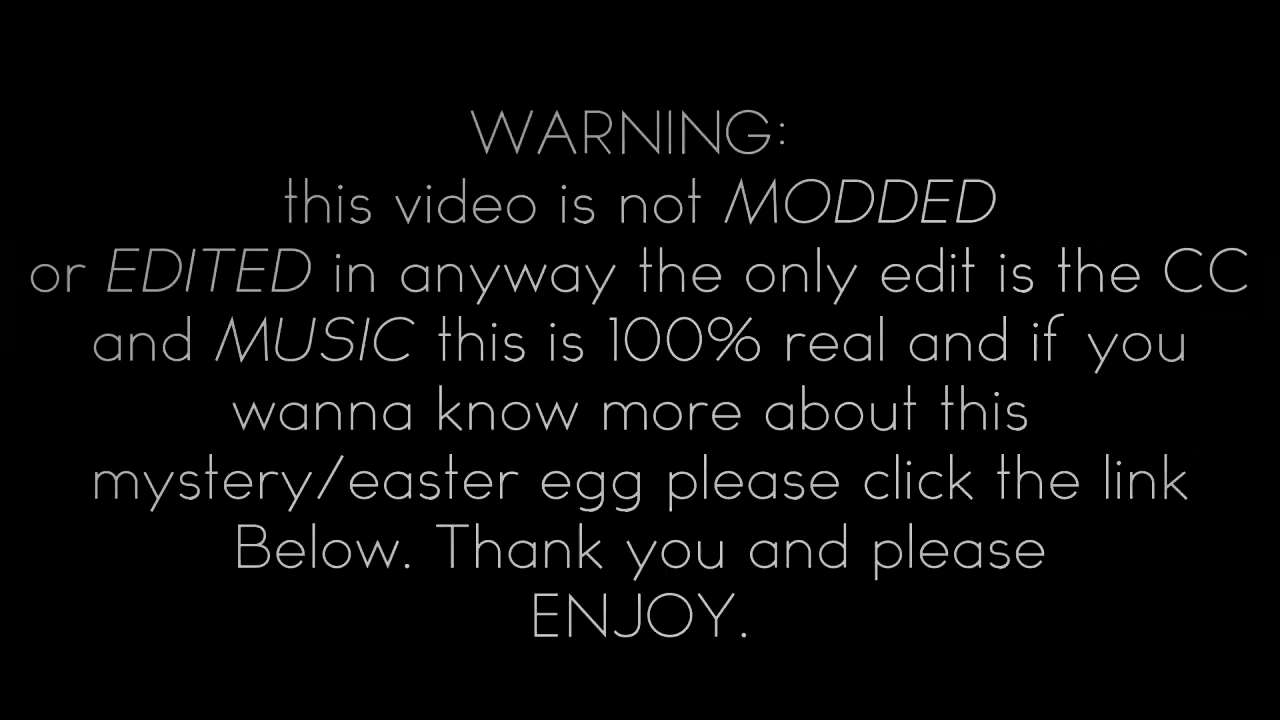 WARNING:
this video is not MODDED
or EDITED in anyway the only edit is the CC
and MUSIC this is 100% real and if you
wanna know more about this
mystery/easter egg please click the link
Below. Thank you and please
ENJOY.